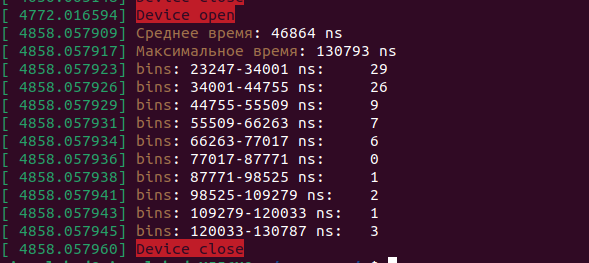 [ 4772.016594] Device open
[ 4858.057909] Среднее время: 46864 ns
[ 4858.057917] Максимальное время: 130793 ns
[ 4858.057923] bins: 23247-34001 ns: 29
[ 4858.057926] bins: 34001-44755 ns: 26
[ 4858.057929] bins: 44755-55509 ns: 9
[ 4858.057931] bins: 55509-66263 ns: 7
[ 4858.057934] bins: 66263-77017 ns: 6
[ 4858.057936] bins: 77017-87771 ns: 0
[ 4858.057938] bins: 87771-98525 ns: 1
[ 4858.057941] bins: 98525-109279 ns: 2
[ 4858.057943] bins: 109279-120033 ns: 1
[ 4858.057945] bins: 120033-130787 ns: 3
[ 4858.057960] Device close